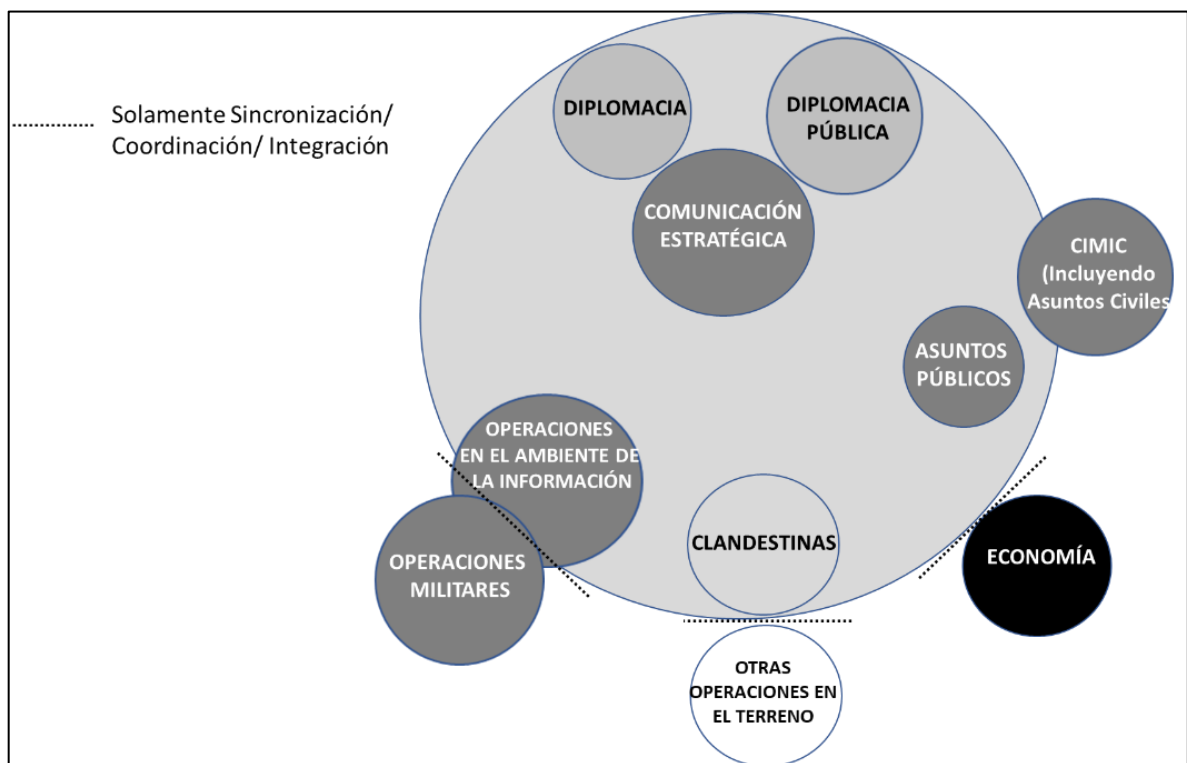 Solamente Sincronización/
Coordinación/ Integración
DIPLOMACIA
DIPLOMACIA
PÚBLICA
COMUNICACIÓN
ESTRATÉGICA
CIMIC
(Incluyendo
Asuntos Civiles
ASUNTOS
PÚBLICOS
OPERACIONES
EN EL AMBIENTE DE
LA INFORMACIÓN
OPERACIONES
MILITARES
CLANDESTINAS
ECONOMÍA
OTRAS
OPERACIONES EN
EL TERRENO